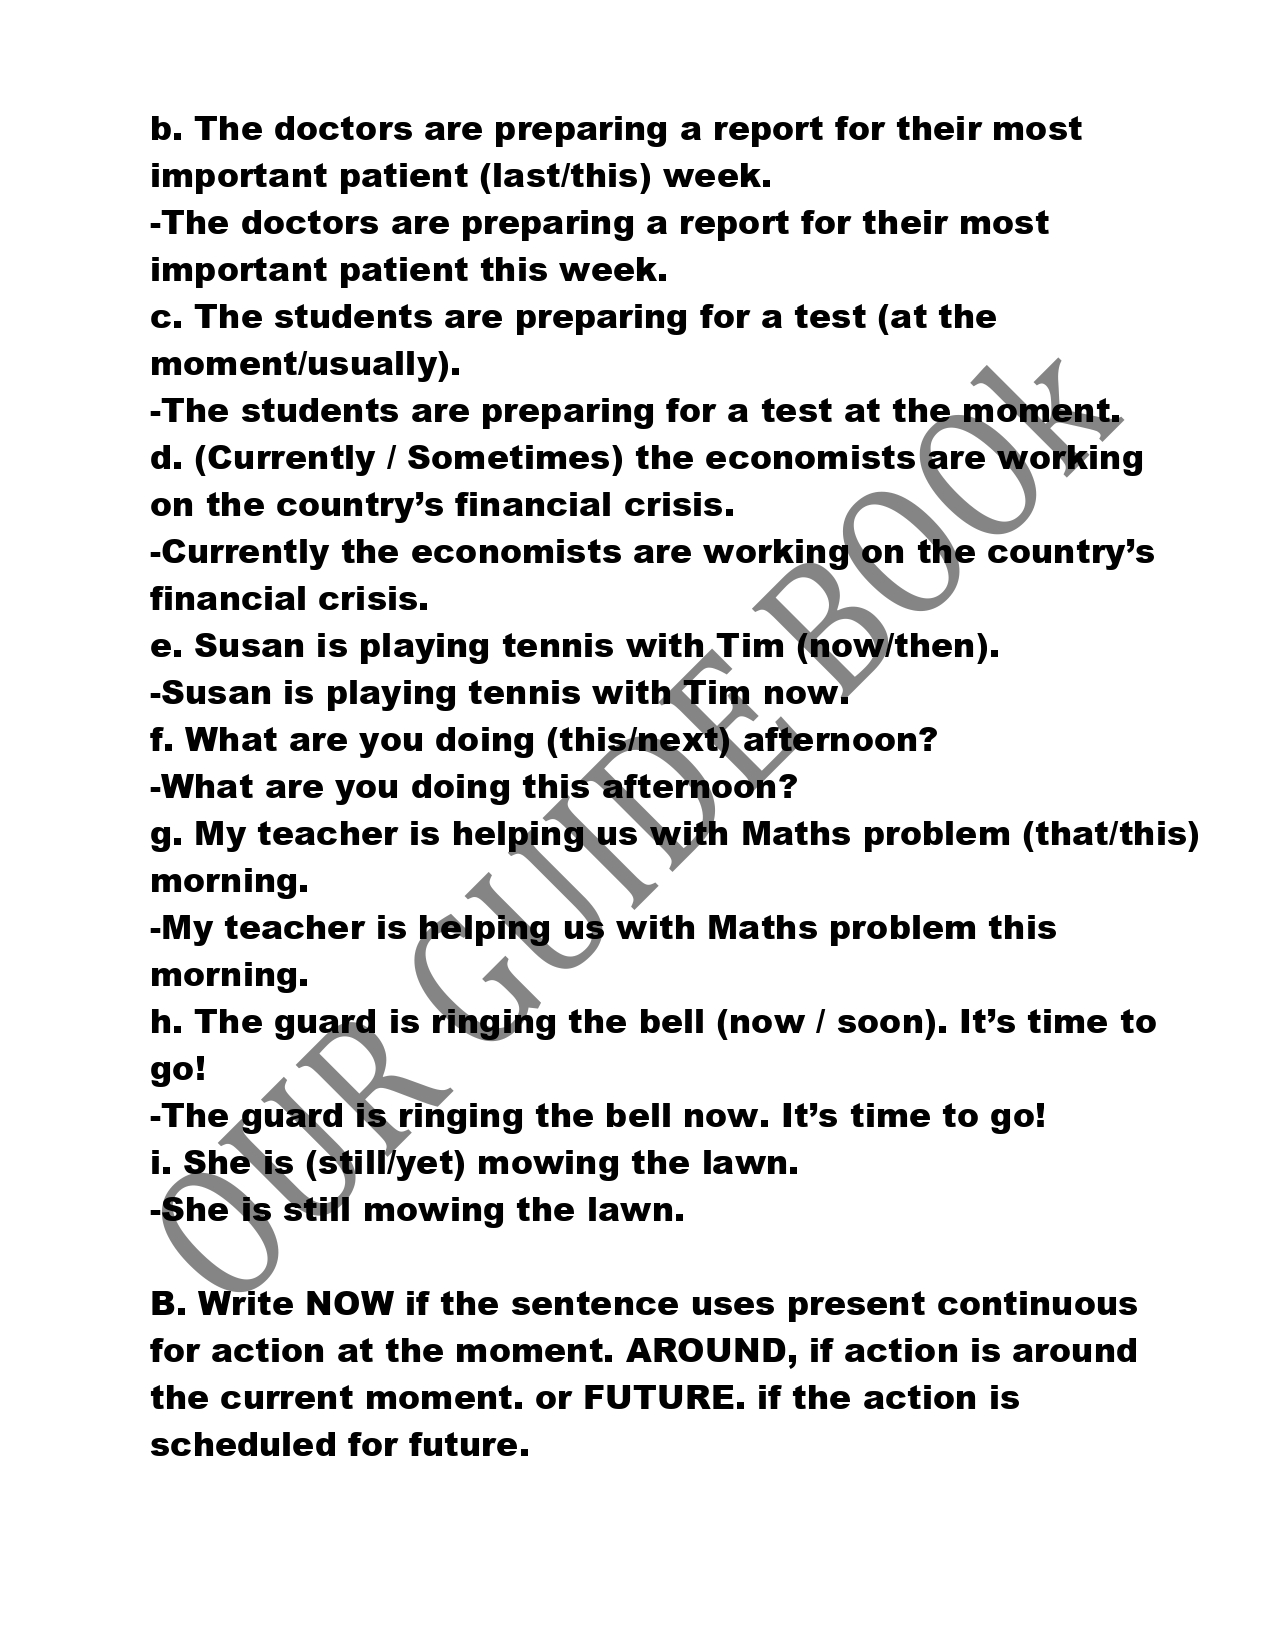 b. The doctors are preparing a report for their most
important patient (last/this) week.
-The doctors are preparing a report for their most
important patient this week.
c. The students are preparing for a test (at the
moment/usually).
-The students are preparing for a test at the moment.
d. (Currently / Sometimes) the economists are working
on the country’s financial crisis.
-Currently the economists are working on the country’s
financial crisis.
e. Susan is playing tennis with Tim (now/then).
-Susan is playing tennis with Tim now.
f. What are you doing (this/next) afternoon?
-What are you doing this afternoon?
g. My teacher is helping us with Maths problem (that/this)
morning.
-My teacher is helping us with Maths problem this
morning.
h. The guard is ringing the bell (now / soon). It’s time to
go!
-The guard is ringing the bell now. It’s time to go!
i. She is (still/yet) mowing the lawn.
-She is still mowing the lawn.
B. Write NOW if the sentence uses present continuous
for action at the moment. AROUND, if action is around
the current moment. or FUTURE. if the action is
scheduled for future.
OUR GUIDE BOOk